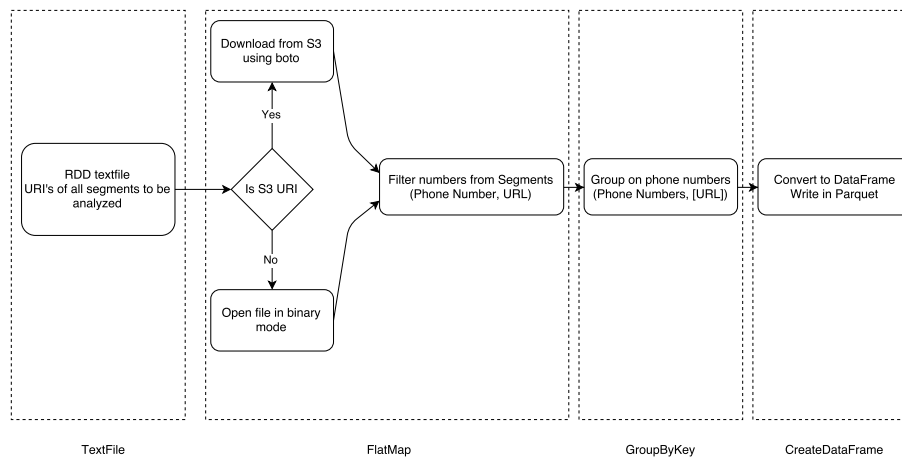 RDD textfile
URI's of all segments to be
analyzed
Download from S3
using boto
Yes
Is S3 URI
No
Open file in binary
mode
Filter numbers from Segments
(Phone Number, URL)
Group on phone numbers
(Phone Numbers, [URL])
Convert to DataFrame
Write in Parquet
TextFile
FlatMap
GroupByKey
CreateDataFrame